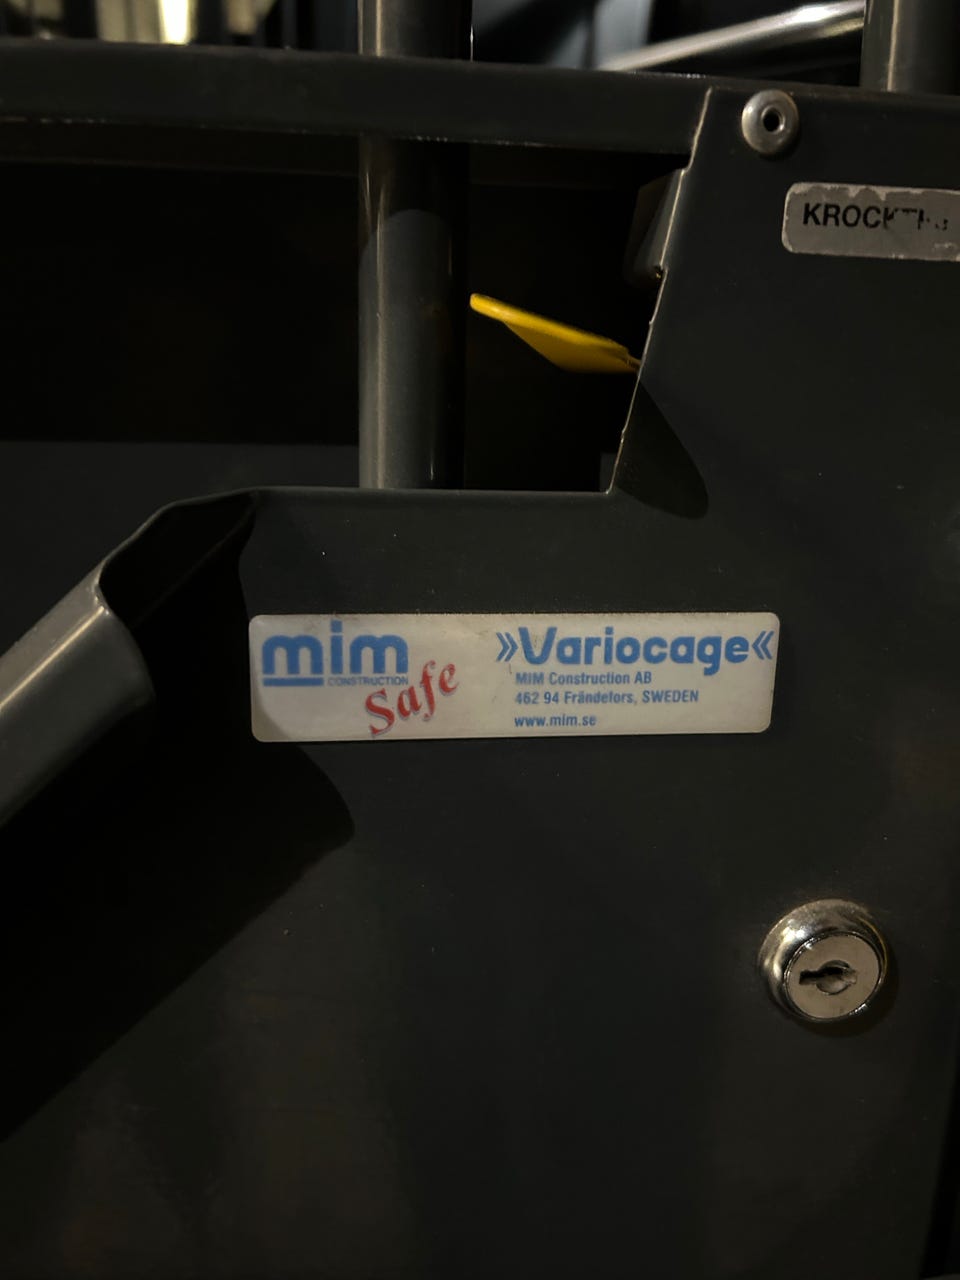 mim
CONSTRUCTION
Safe
»Variocage«
MIM Construction AB
462 94 Frändefors, SWEDEN
www.mim.se